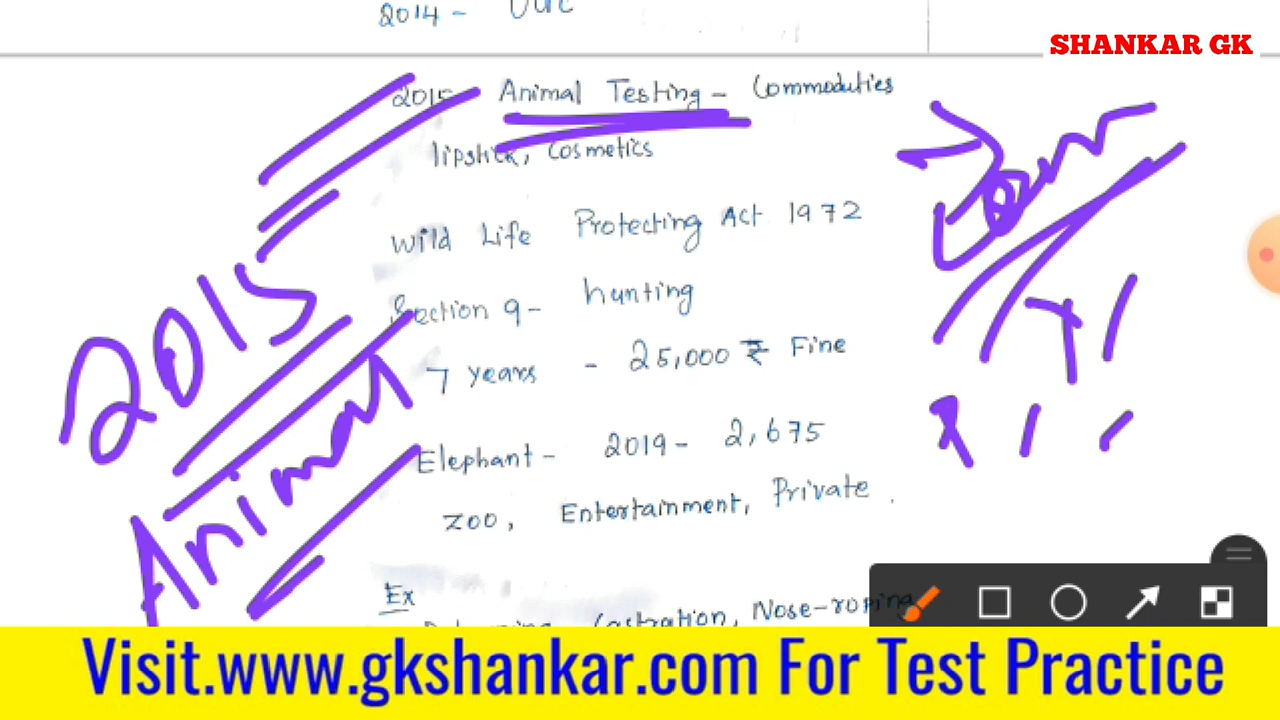 2014 -
SHANKAR GK
2015 Animal Testing - Commoduties
lipstick, Cosmetics
Wild Life Protecting Act 1972
Section 9 - hunting
7 years - 25,000 ₹ Fine
Elephant - 2019 - 2,675
Zoo, Entertainment, Private.
2015
Animal
Ex
Castration, Nose-roping
Visit.www.gkshankar.com For Test Practice